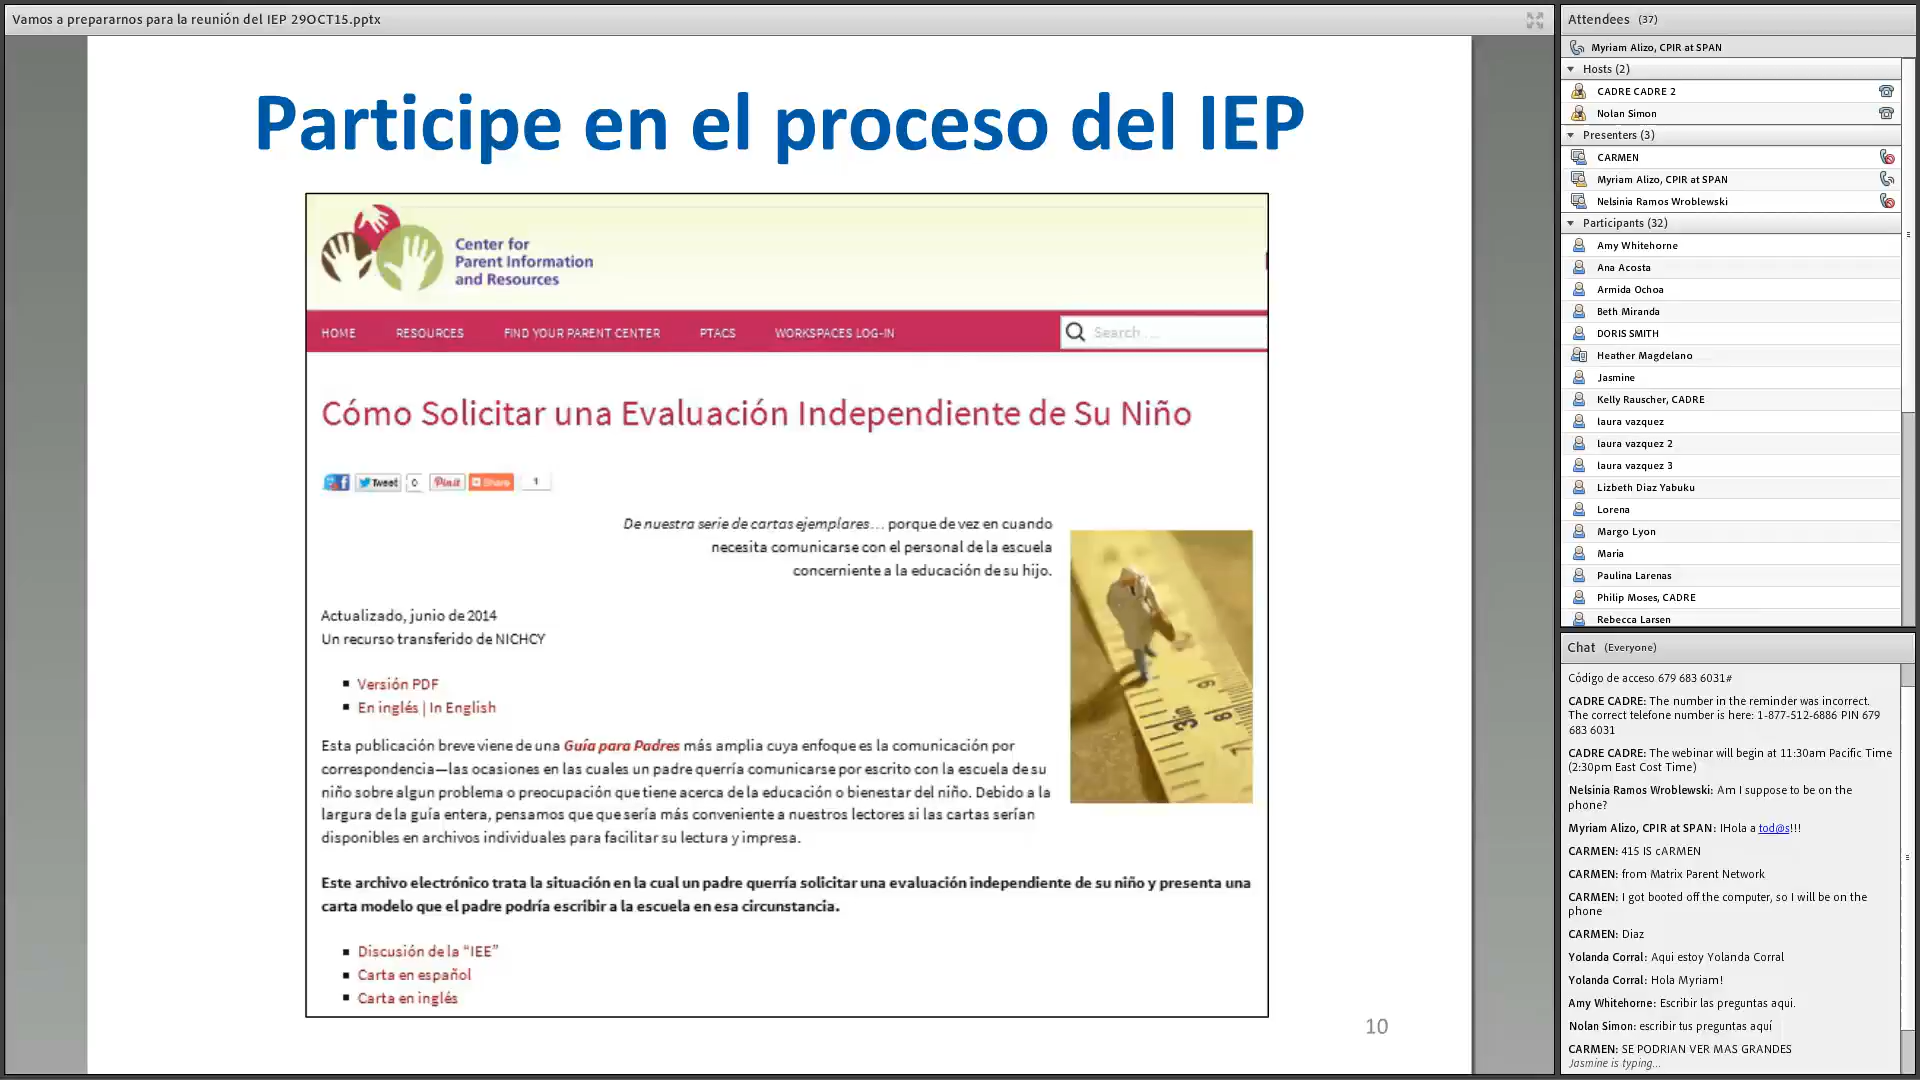 Vamos a prepararnos para la reunión del IEP 29OCT15.pptx
Participe en el proceso del IEP
Center for
Parent Information
and Resources
HOME RESOURCES FIND YOUR PARENT CENTER PTACS WORKSPACES LOG-IN Search ...
Cómo Solicitar una Evaluación Independiente de Su Niño
Tweet 0 Pin it Share 1
De nuestra serie de cartas ejemplares… porque de vez en cuando
necesita comunicarse con el personal de la escuela
concerniente a la educación de su hijo.
Actualizado, junio de 2014
Un recurso transferido de NICHCY
Versión PDF
En inglés | In English
Esta publicación breve viene de una Guía para Padres más amplia cuya enfoque es la comunicación por
correspondencia—las ocasiones en las cuales un padre querría comunicarse por escrito con la escuela de su
niño sobre algun problema o preocupación que tiene acerca de la educación o bienestar del niño. Debido a la
largura de la guía entera, pensamos que que sería más conveniente a nuestros lectores si las cartas serían
disponibles en archivos individuales para facilitar su lectura y impresa.
Este archivo electrónico trata la situación en la cual un padre querría solicitar una evaluación independiente de su niño y presenta una
carta modelo que el padre podría escribir a la escuela en esa circunstancia.
Discusión de la “IEE”
Carta en español
Carta en inglés
10
Attendees (37)
Myriam Alizo, CPIR at SPAN
Hosts (2)
CADRE CADRE 2
Nolan Simon
Presenters (3)
CARMEN
Myriam Alizo, CPIR at SPAN
Nelsinia Ramos Wroblewski
Participants (32)
Amy Whitehorne
Ana Acosta
Armida Ochoa
Beth Miranda
DORIS SMITH
Heather Magdelano
Jasmine
Kelly Rauscher, CADRE
laura vazquez
laura vazquez 2
laura vazquez 3
Lizbeth Diaz Yabuku
Lorena
Margo Lyon
Maria
Paulina Larenas
Philip Moses, CADRE
Rebecca Larsen
Chat (Everyone)
Código de acceso 679 683 6031#
CADRE CADRE: The number in the reminder was incorrect.
The correct telefone number is here: 1-877-512-6886 PIN 679
683 6031
CADRE CADRE: The webinar will begin at 11:30am Pacific Time
(2:30pm East Cost Time)
Nelsinia Ramos Wroblewski: Am I suppose to be on the
phone?
Myriam Alizo, CPIR at SPAN: IHola a tod@s!!!
CARMEN: 415 IS cARMEN
CARMEN: from Matrix Parent Network
CARMEN: I got booted off the computer, so I will be on the
phone
CARMEN: Diaz
Yolanda Corral: Aqui estoy Yolanda Corral
Yolanda Corral: Hola Myriam!
Amy Whitehorne: Escribir las preguntas aqui.
Nolan Simon: escribir tus preguntas aquí
CARMEN: SE PODRIAN VER MAS GRANDES
Jasmine is typing...